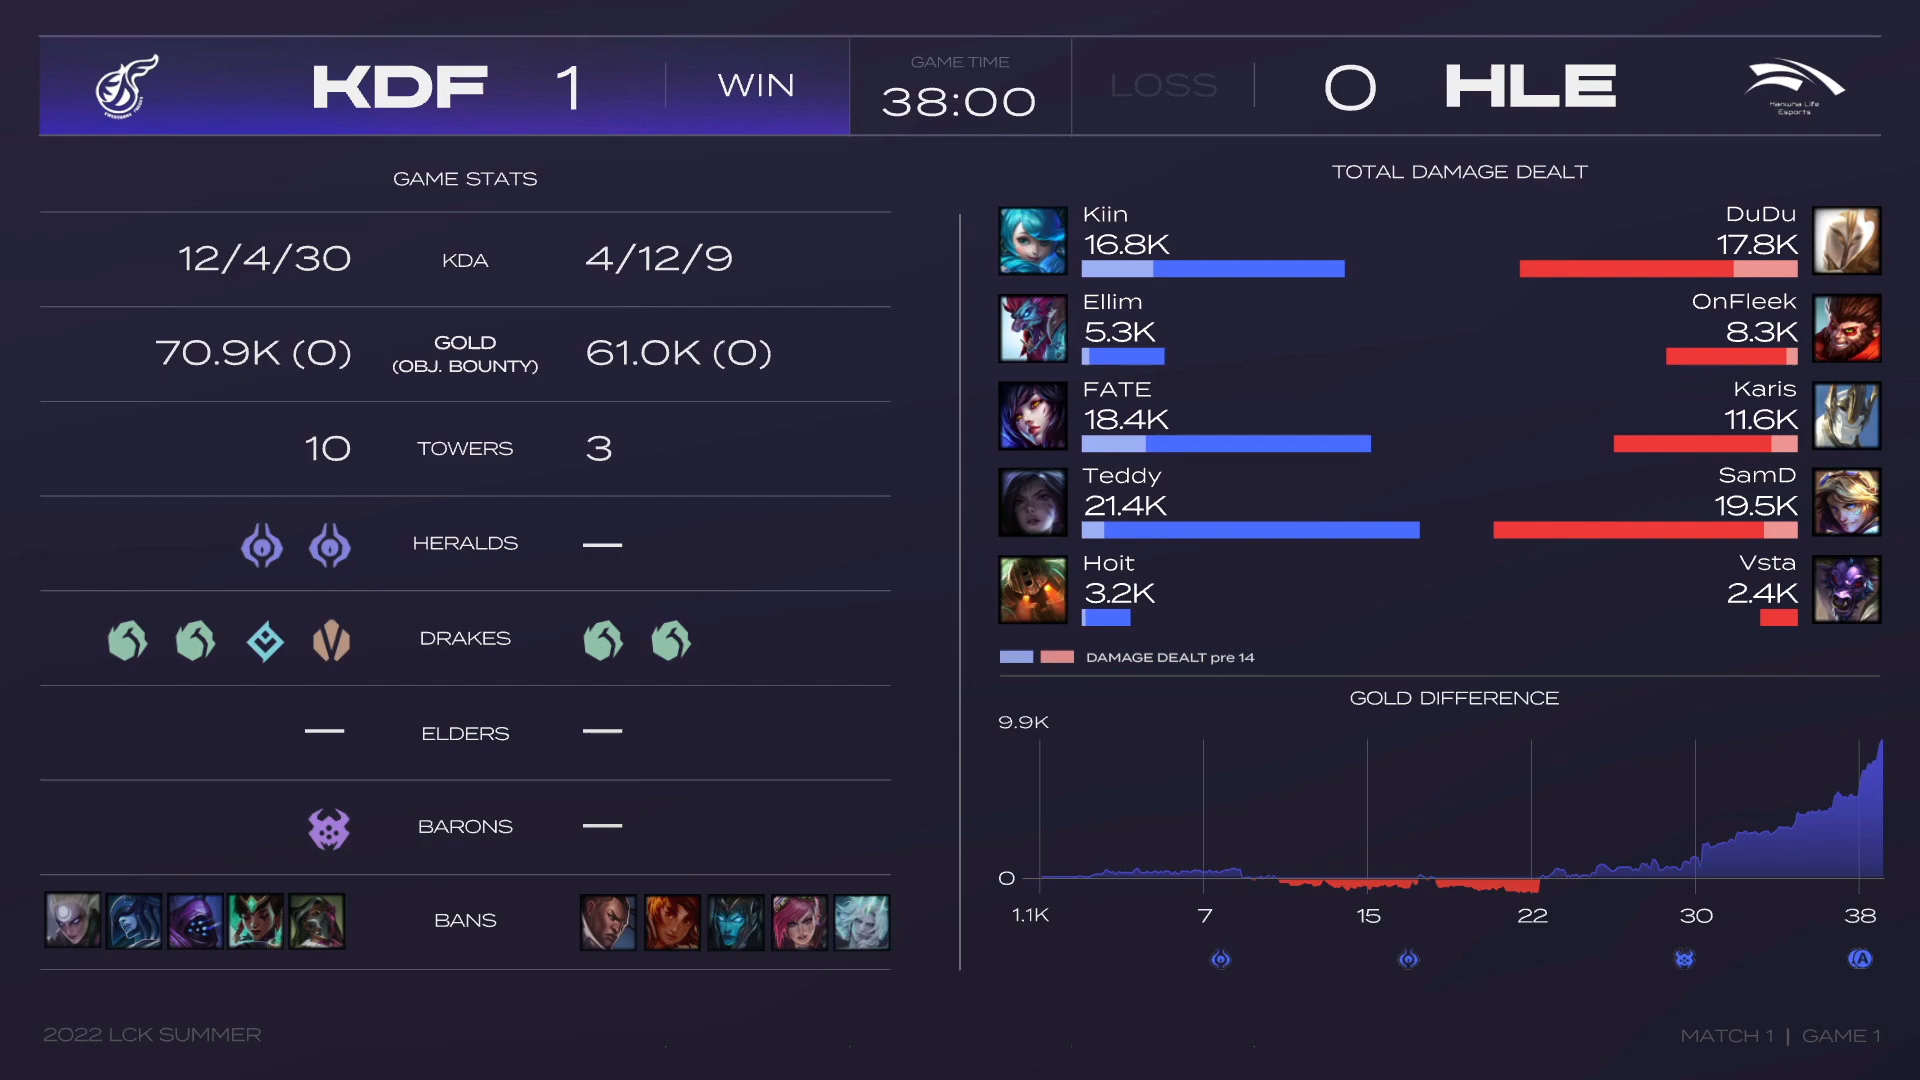 KDF 1 WIN
GAME TIME
38:00
LOSS 0 HLE
Hanwha Life
Esports
GAME STATS
12/4/30 KDA 4/12/9
70.9K (0) GOLD (OBJ. BOUNTY) 61.0K (0)
10 TOWERS 3
HERALDS —
DRAKES
— ELDERS —
BARONS —
BANS
TOTAL DAMAGE DEALT
Kiin DuDu
16.8K 17.8K
Ellim OnFleek
5.3K 8.3K
FATE Karis
18.4K 11.6K
Teddy SamD
21.4K 19.5K
Hoit Vsta
3.2K 2.4K
DAMAGE DEALT pre 14
GOLD DIFFERENCE
9.9K
0
1.1K 7 15 22 30 38
A
2022 LCK SUMMER
MATCH 1 | GAME 1